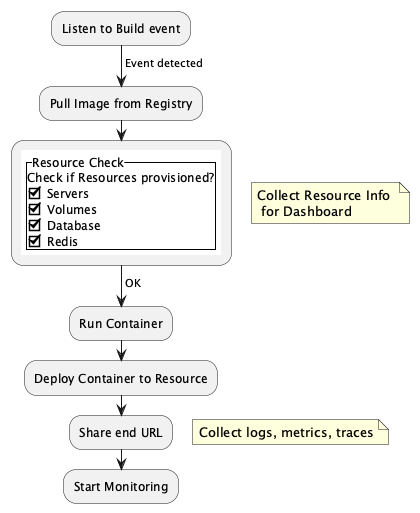 Listen to Build event
Event detected
Pull Image from Registry
Resource Check
Check if Resources provisioned?
Servers
Volumes
Database
Redis
Collect Resource Info
for Dashboard
OK
Run Container
Deploy Container to Resource
Share end URL
Collect logs, metrics, traces
Start Monitoring